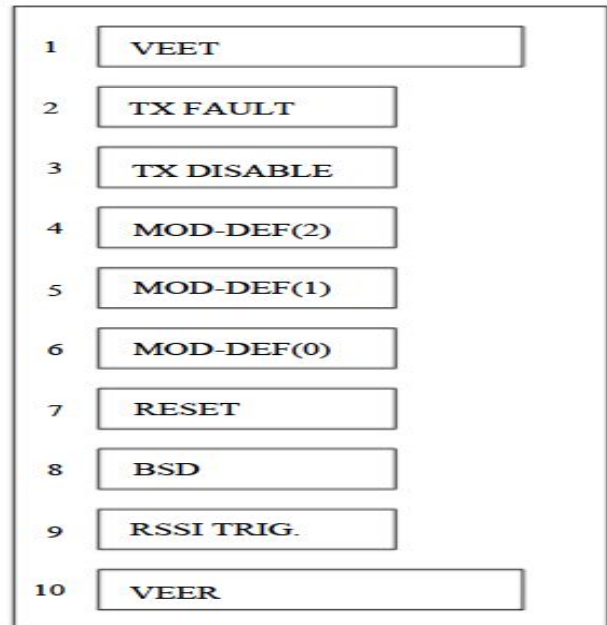 1 VEET
2 TX FAULT
3 TX DISABLE
4 MOD-DEF(2)
5 MOD-DEF(1)
6 MOD-DEF(0)
7 RESET
8 BSD
9 RSSI TRIG.
10 VEER